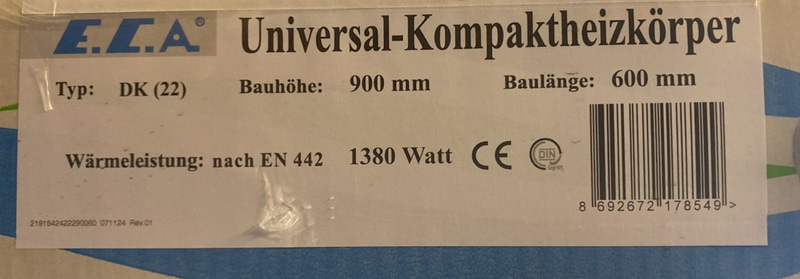 E.C.A.® Universal-Kompaktheizkörper
Typ: DK (22) Bauhöhe: 900 mm Baulänge: 600 mm
Wärmeleistung: nach EN 442 1380 Watt CE DIN Geprüft
8 692672 178549 >
2191542422290060 071124 Rev.01